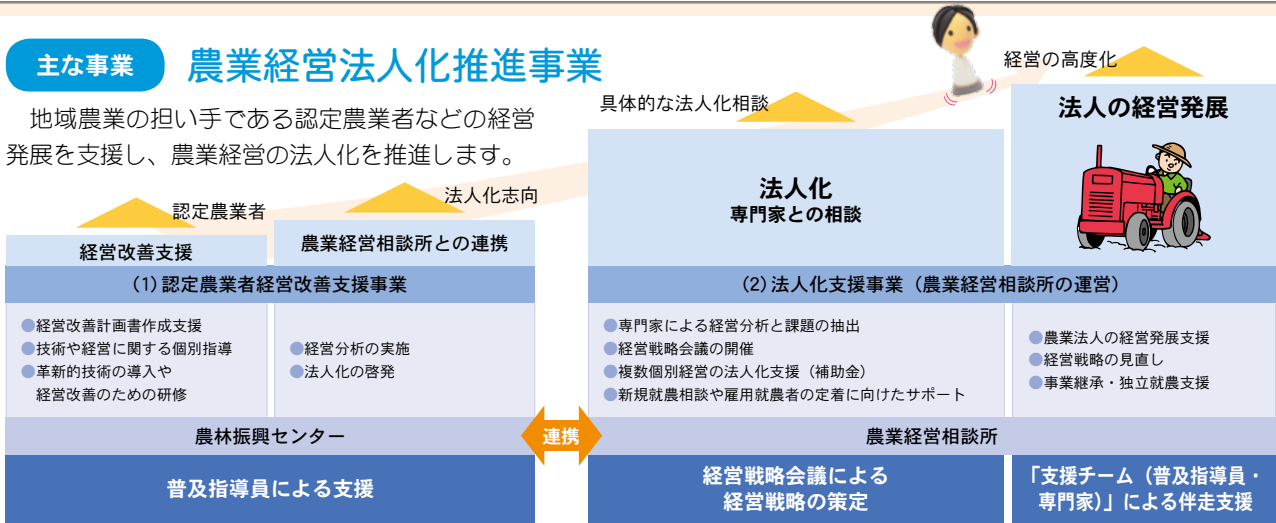 主な事業
農業経営法人化推進事業
地域農業の担い手である認定農業者などの経営
発展を支援し、農業経営の法人化を推進します。
認定農業者
法人化志向
具体的な法人化相談
経営の高度化
経営改善支援
農業経営相談所との連携
法人化
専門家との相談
法人の経営発展
(1)認定農業者経営改善支援事業
(2)法人化支援事業（農業経営相談所の運営）
●経営改善計画書作成支援
●技術や経営に関する個別指導
●革新的技術の導入や
経営改善のための研修
●経営分析の実施
●法人化の啓発
●専門家による経営分析と課題の抽出
●経営戦略会議の開催
●複数個別経営の法人化支援（補助金）
●新規就農相談や雇用就農者の定着に向けたサポート
●農業法人の経営発展支援
●経営戦略の見直し
●事業継承・独立就農支援
農林振興センター
連携
農業経営相談所
普及指導員による支援
経営戦略会議による
経営戦略の策定
「支援チーム（普及指導員・
専門家）」による伴走支援